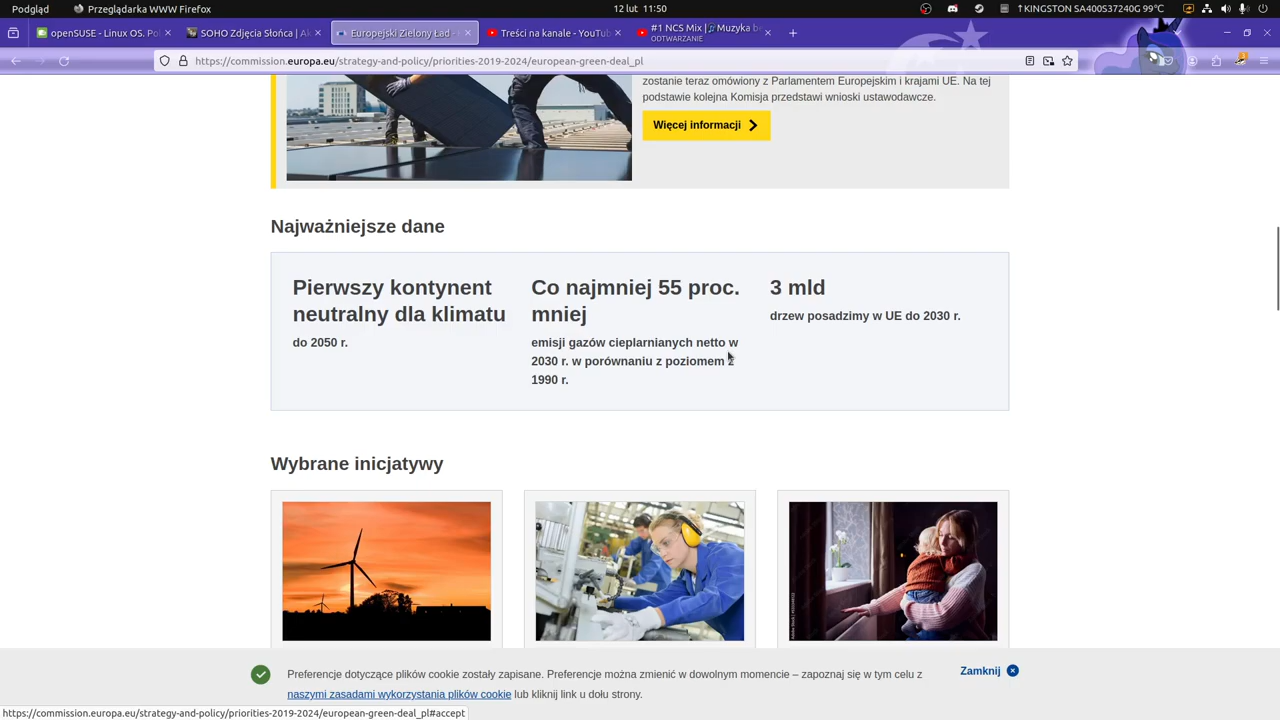 Podgląd
Przeglądarka WWW Firefox
12 lut 11:50
KINGSTON SA400S37240G 99°C
openSUSE - Linux OS. Pol
SOHO Zdjęcia Słońca | Ak
Europejski Zielony Ład -
Treści na kanale - YouTub
#1 NCS Mix | Muzyka be
ODTWARZANIE
https://commission.europa.eu/strategy-and-policy/priorities-2019-2024/european-green-deal_pl
zostanie teraz omówiony z Parlamentem Europejskim i krajami UE. Na tej
podstawie kolejna Komisja przedstawi wnioski ustawodawcze.
Więcej informacji
Najważniejsze dane
Pierwszy kontynent
neutralny dla klimatu
do 2050 r.
Co najmniej 55 proc.
mniej
emisji gazów cieplarnianych netto w
2030 r. w porównaniu z poziomem z
1990 r.
3 mld
drzew posadzimy w UE do 2030 r.
Wybrane inicjatywy
Preferencje dotyczące plików cookie zostały zapisane. Preferencje można zmienić w dowolnym momencie – zapoznaj się w tym celu z
naszymi zasadami wykorzystania plików cookie lub kliknij link u dołu strony.
Zamknij
https://commission.europa.eu/strategy-and-policy/priorities-2019-2024/european-green-deal_pl#accept